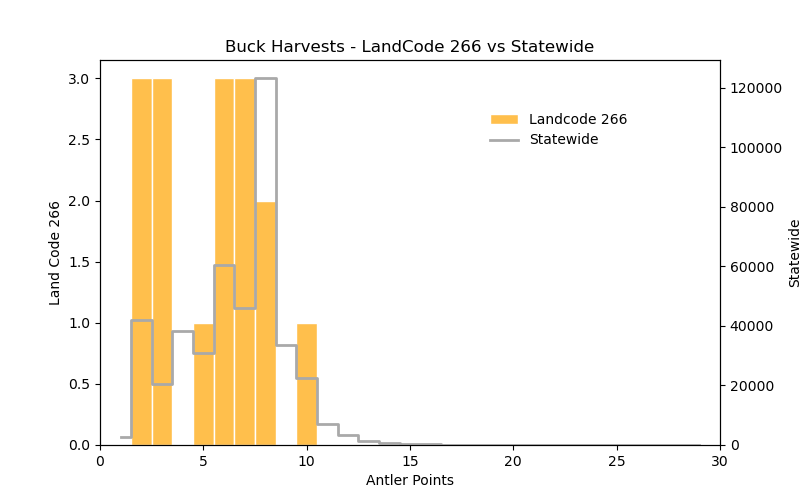 Buck Harvests - LandCode 266 vs Statewide
3.0
2.5
2.0
1.5
1.0
0.5
0.0
Land Code 266
Landcode 266
Statewide
120000
100000
80000
60000
40000
20000
0
Statewide
0 5 10 15 20 25 30
Antler Points